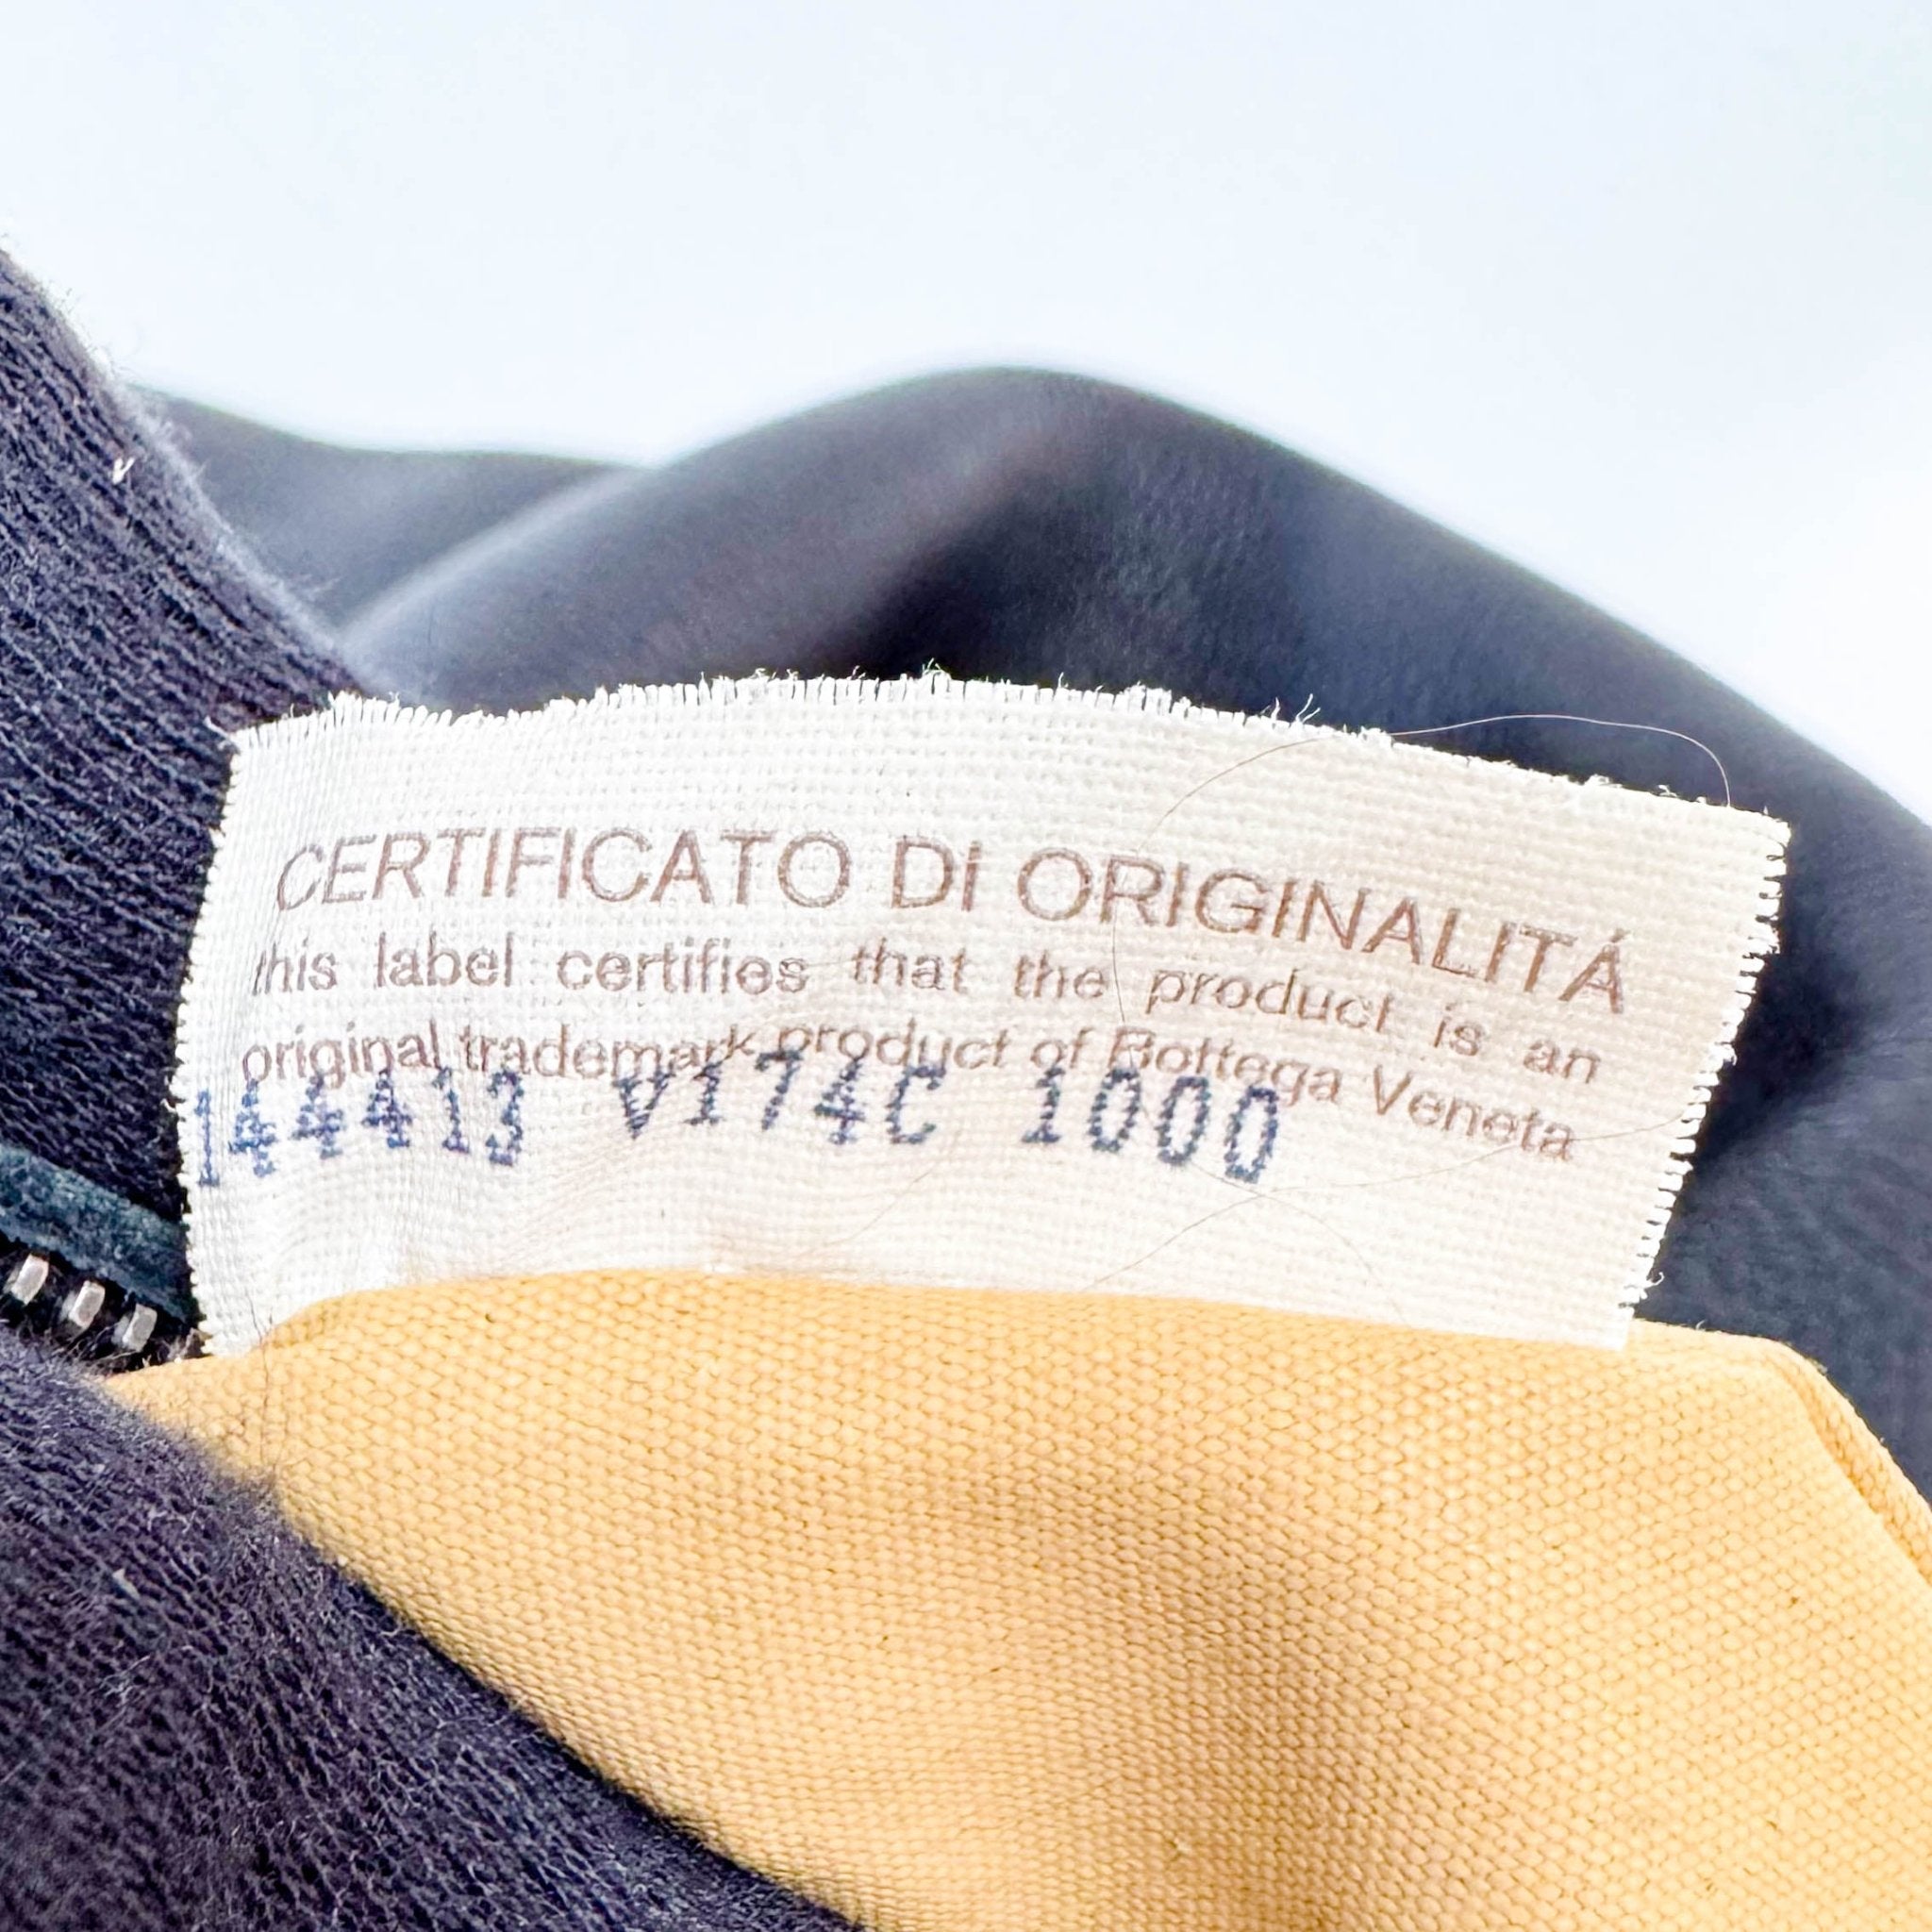 CERTIFICATO Di ORIGINALITÁ
this label certifies that the product is an
original trademark product of Bottega Veneta
144413 V174C 1000